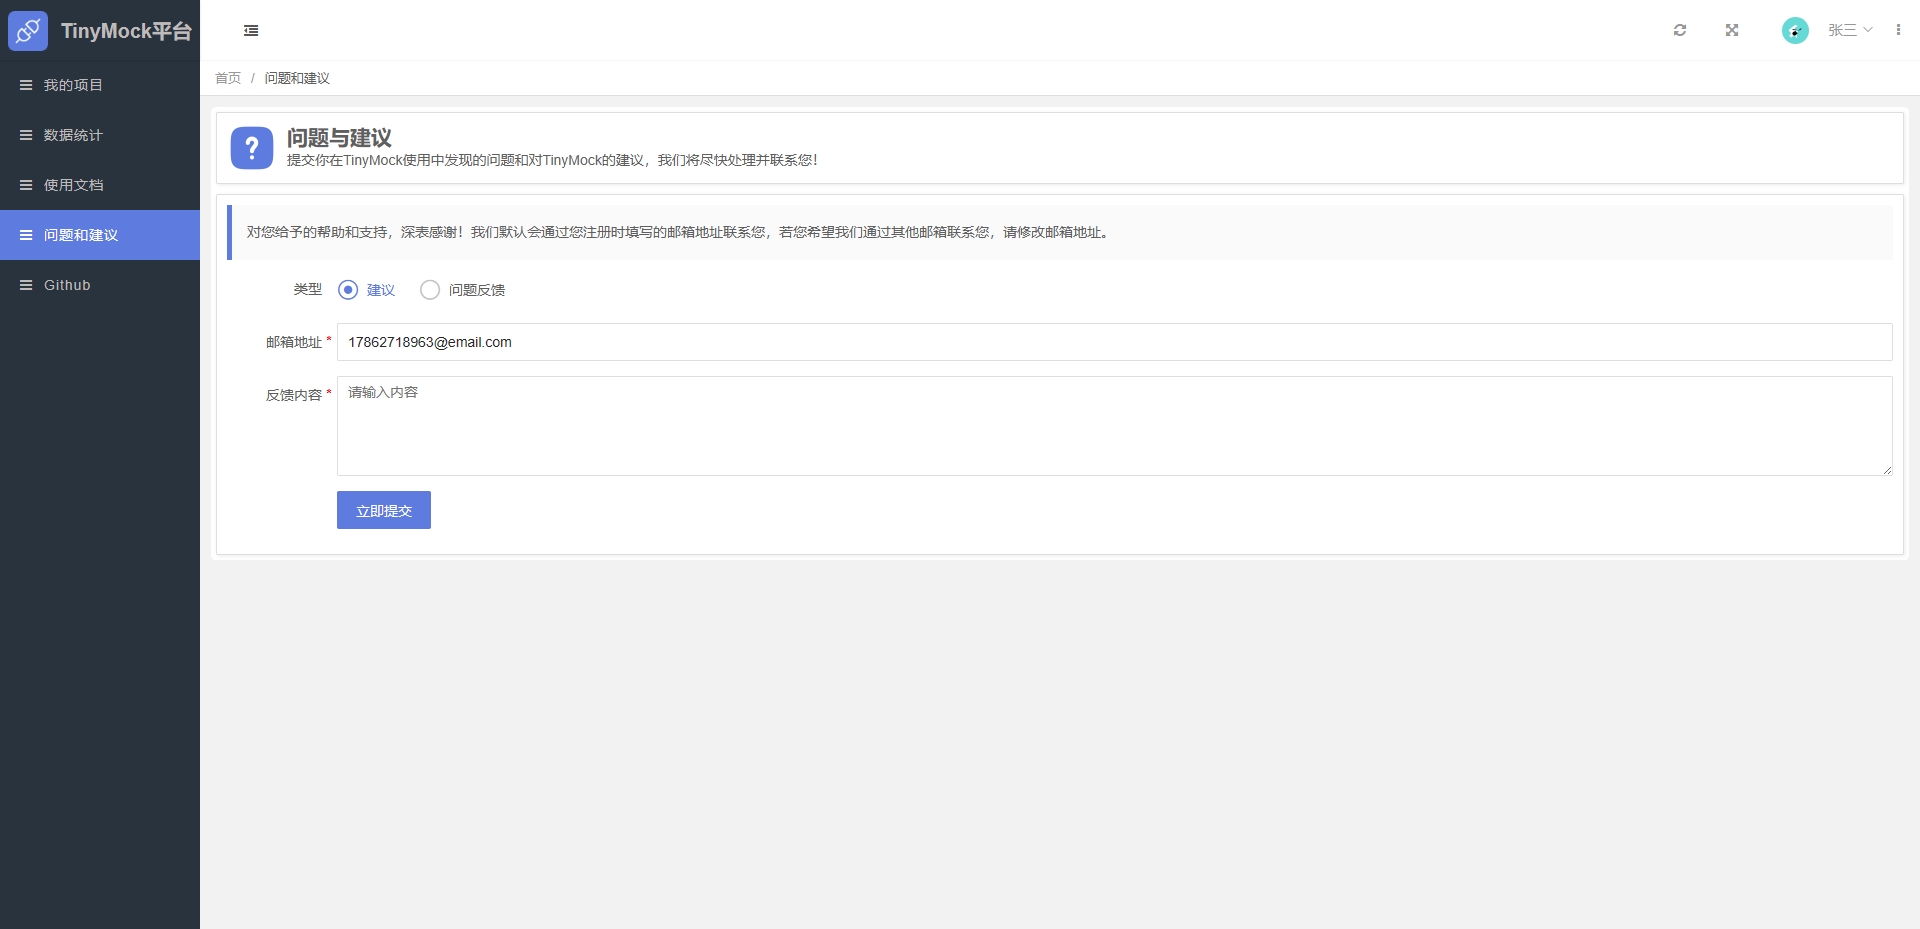 TinyMock平台
张三
我的项目
数据统计
使用文档
问题和建议
Github
首页 / 问题和建议
问题与建议
提交你在TinyMock使用中发现的问题和对TinyMock的建议，我们将尽快处理并联系您！
对您给予的帮助和支持，深表感谢！我们默认会通过您注册时填写的邮箱地址联系您，若您希望我们通过其他邮箱联系您，请修改邮箱地址。
类型 建议 问题反馈
邮箱地址 * 17862718963@email.com
反馈内容 * 请输入内容
立即提交